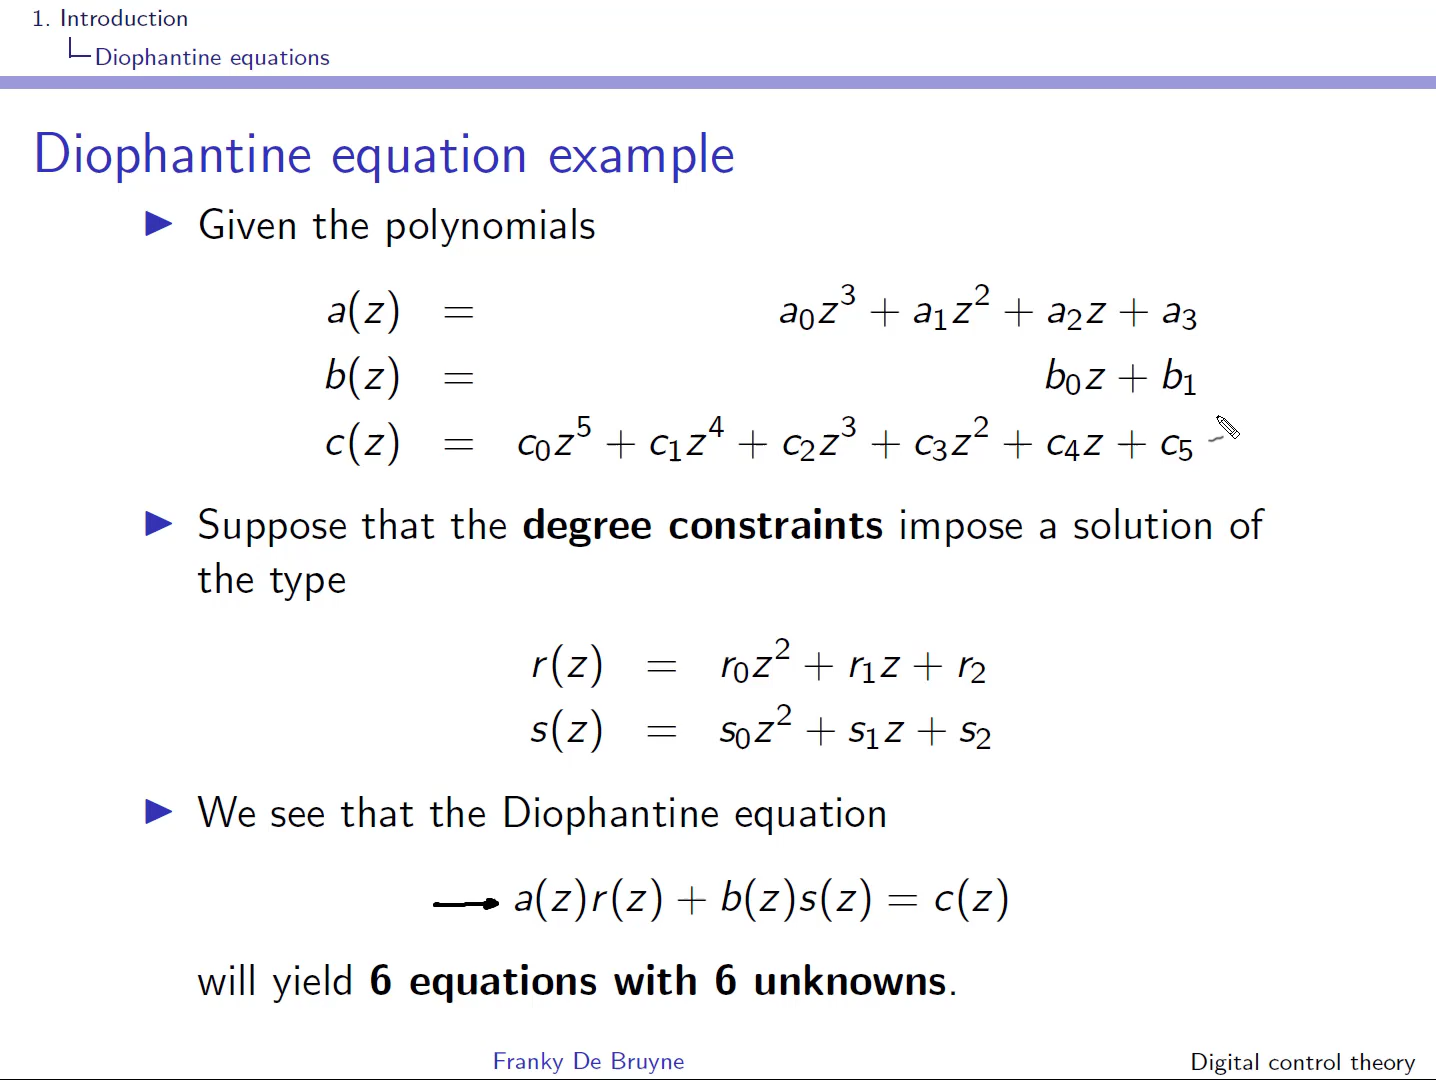 1. Introduction
Diophantine equations
Diophantine equation example
▶ Given the polynomials
a(z) = a₀z³ + a₁z² + a₂z + a₃
b(z) = b₀z + b₁
c(z) = c₀z⁵ + c₁z⁴ + c₂z³ + c₃z² + c₄z + c₅
▶ Suppose that the degree constraints impose a solution of
the type
r(z) = r₀z² + r₁z + r₂
s(z) = s₀z² + s₁z + s₂
▶ We see that the Diophantine equation
a(z)r(z) + b(z)s(z) = c(z)
will yield 6 equations with 6 unknowns.
Franky De Bruyne Digital control theory